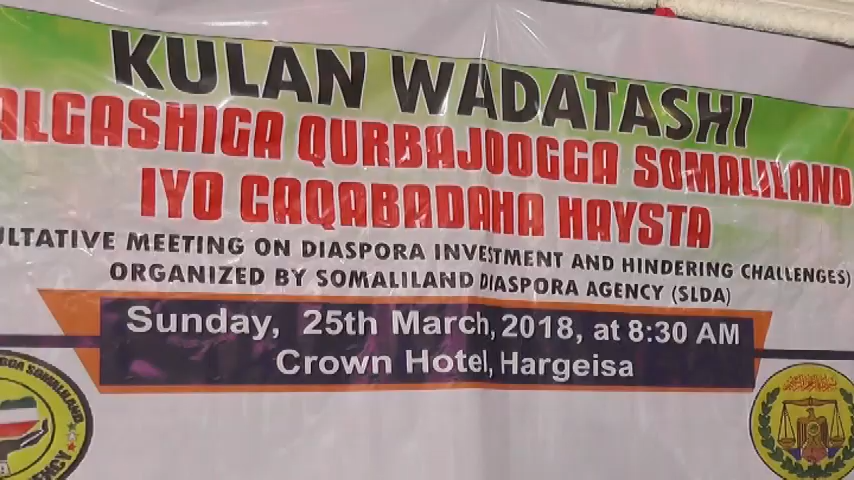 KULAN WADATASHI
ALGASHIGA QURBAJOOGGA SOMALILAND
IYO CAQABADAHA HAYSTA
ULTATIVE MEETING ON DIASPORA INVESTMENT AND HINDERING CHALLENGES)
ORGANIZED BY SOMALILAND DIASPORA AGENCY (SLDA)
Sunday, 25th March, 2018, at 8:30 AM
Crown Hotel, Hargeisa